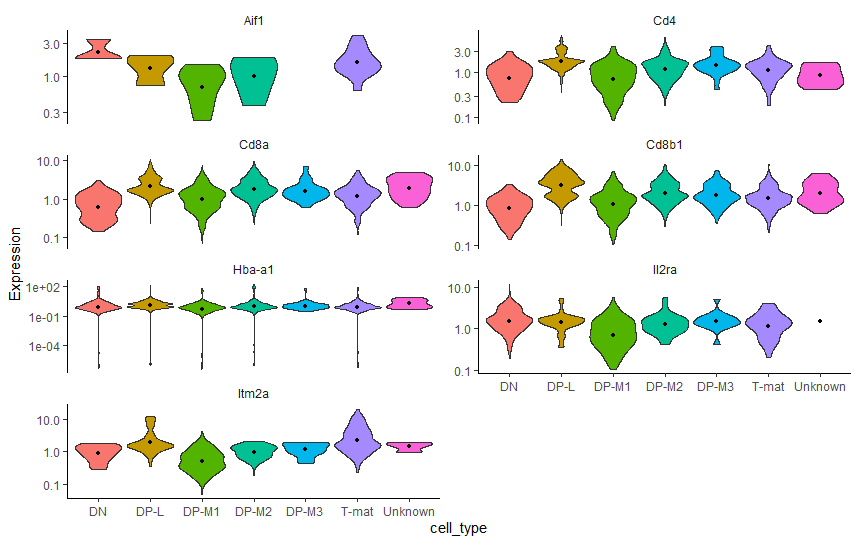 Aif1
Cd4
3.0
1.0
0.3
3.0
1.0
0.3
0.1
Cd8a
Cd8b1
10.0
1.0
0.1
10.0
1.0
0.1
Hba-a1
Il2ra
1e+02
1e-01
1e-04
10.0
1.0
0.1
DN DP-L DP-M1 DP-M2 DP-M3 T-mat Unknown
Itm2a
10.0
1.0
0.1
DN DP-L DP-M1 DP-M2 DP-M3 T-mat Unknown
cell_type
Expression